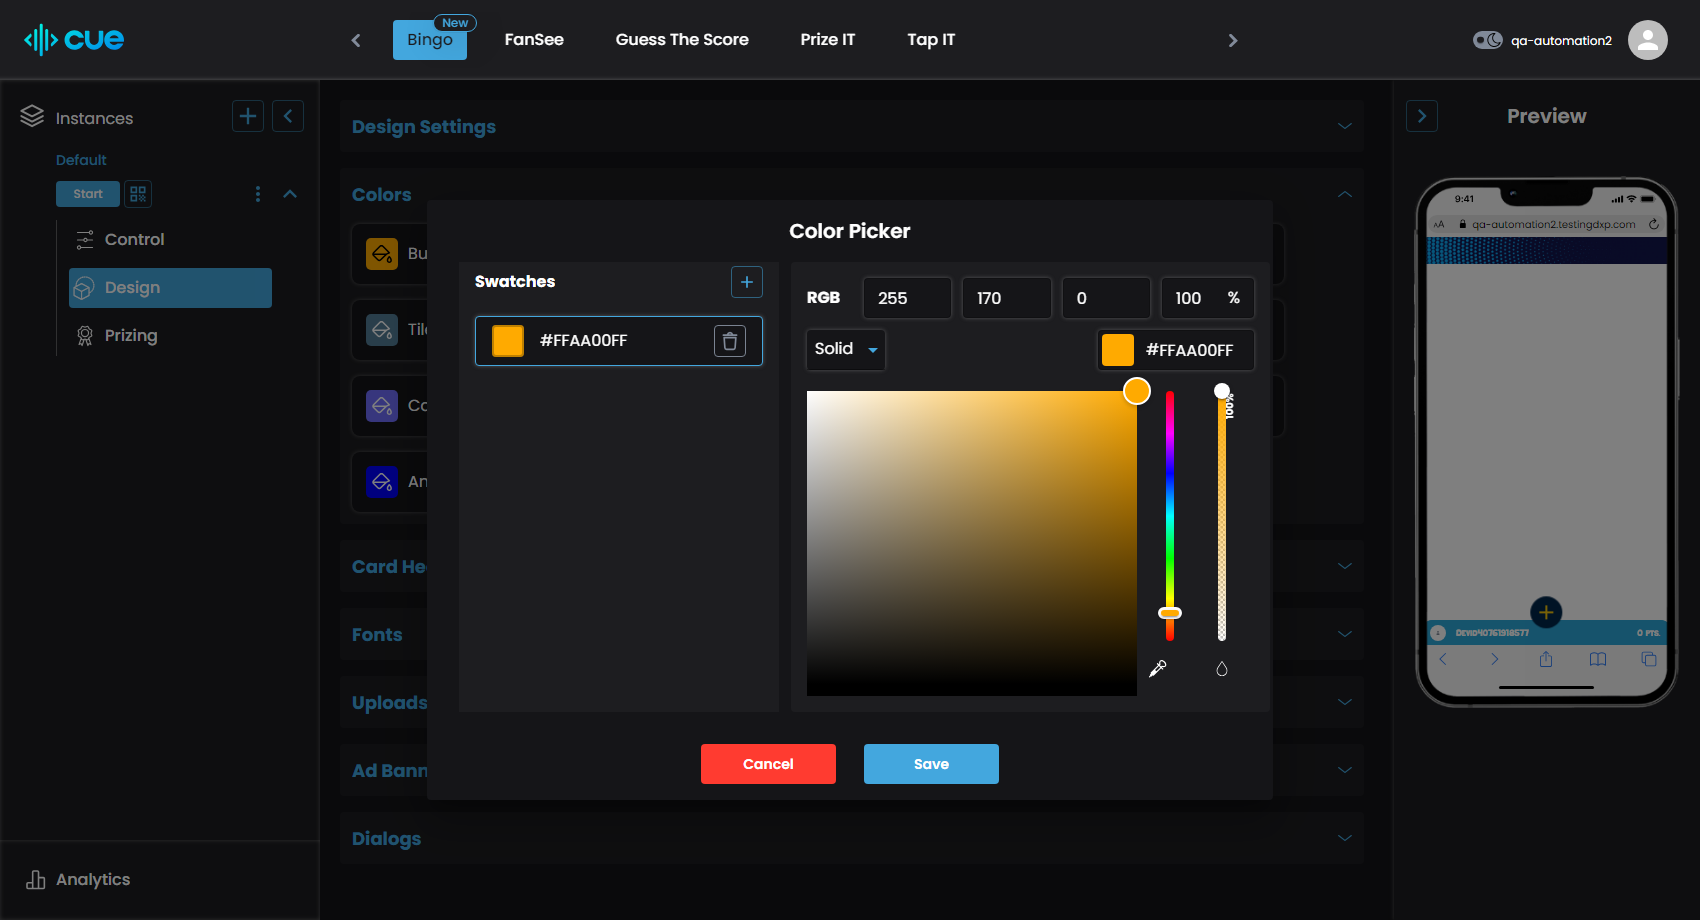 cue
Bingo
New
FanSee
Guess The Score
Prize IT
Tap IT
qa-automation2
Instances
Default
Start
Control
Design
Prizing
Analytics
Design Settings
Colors
Bu
Tile
Co
An
Card He
Fonts
Uploads
Ad Bann
Dialogs
Color Picker
Swatches
#FFAA00FF
RGB
255
170
0
100 %
Solid
#FFAA00FF
100%
Cancel
Save
Preview
9:41
AA
qa-automation2.testingdxp.com
DEVID40761918577
0 PTS.